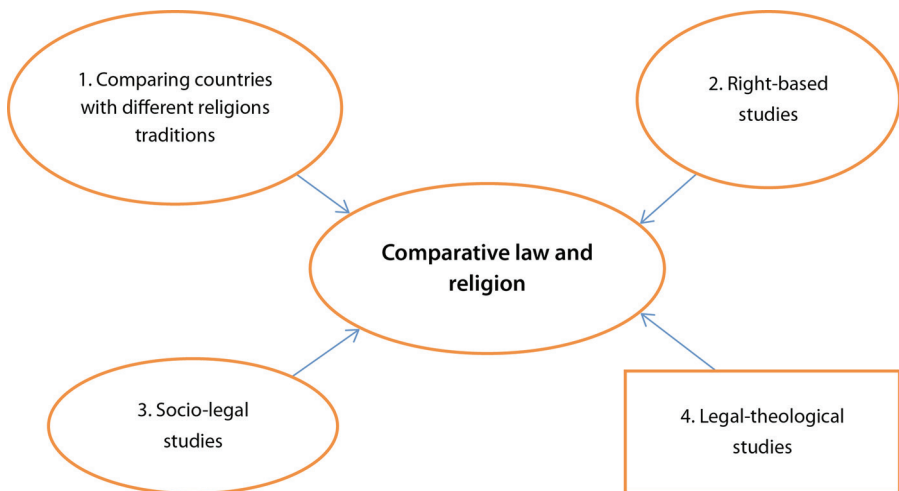 1. Comparing countries
with different religions
traditions
2. Right-based
studies
Comparative law and
religion
3. Socio-legal
studies
4. Legal-theological
studies